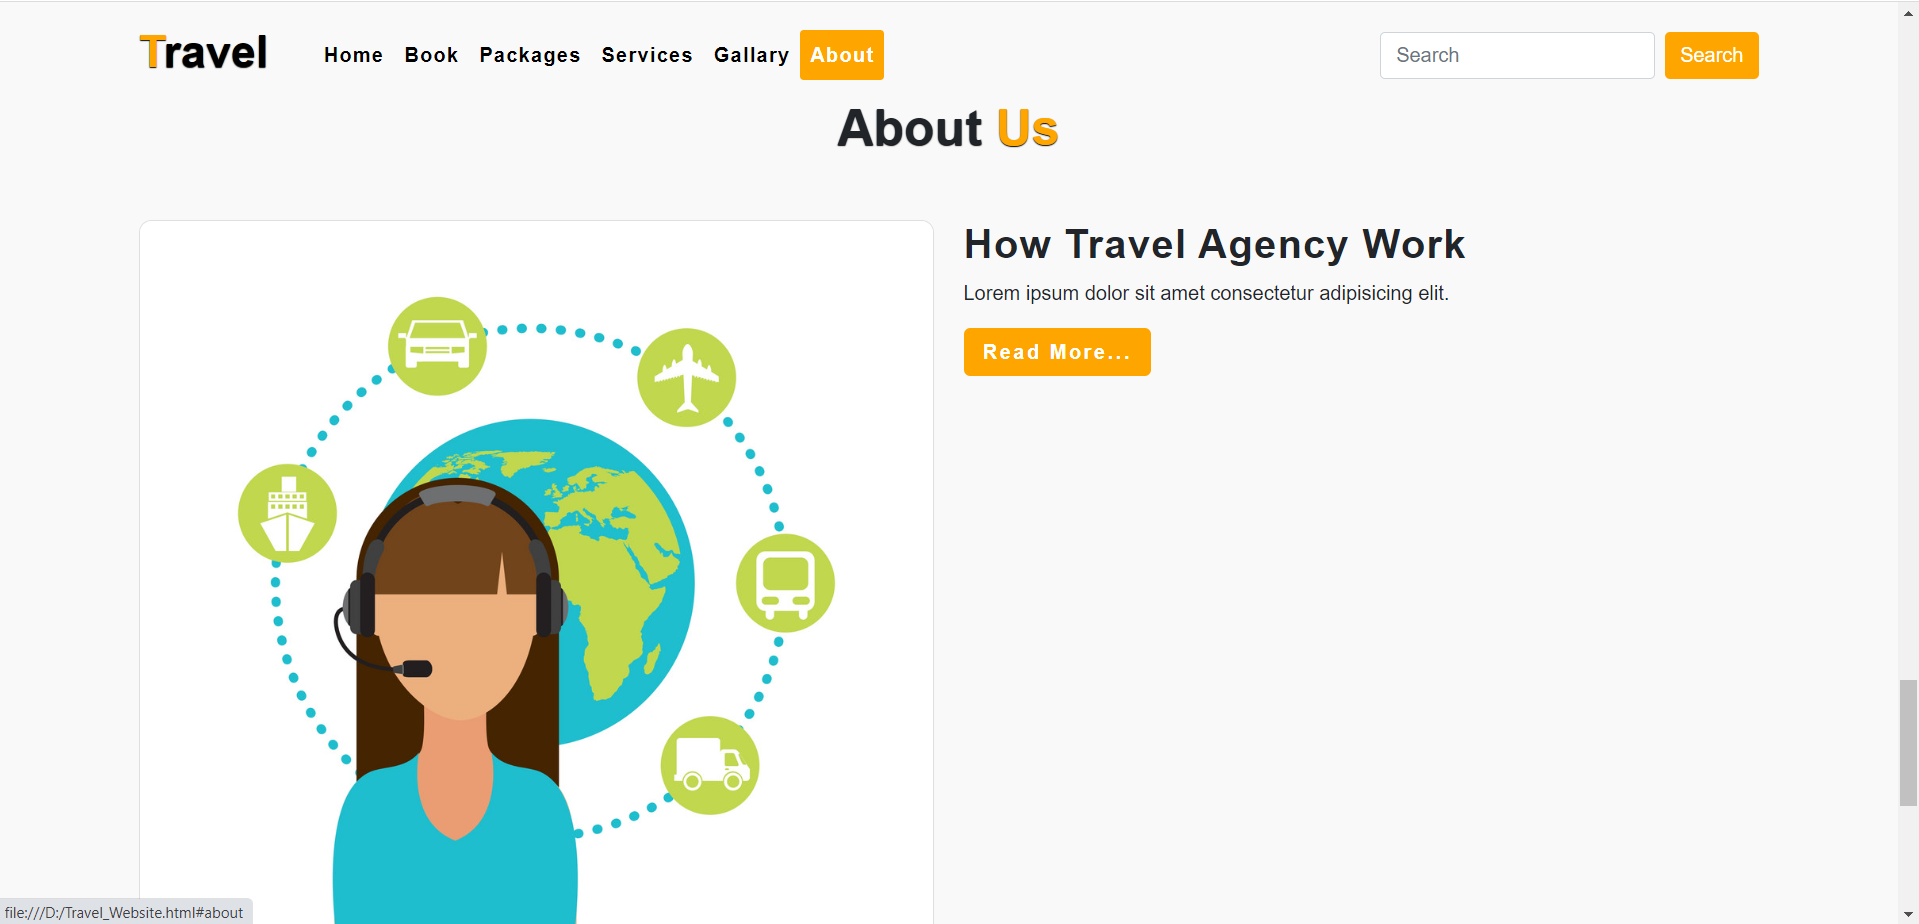 Travel Home Book Packages Services Gallary About Search Search
About Us
How Travel Agency Work
Lorem ipsum dolor sit amet consectetur adipisicing elit.
Read More...
file:///D:/Travel_Website.html#about